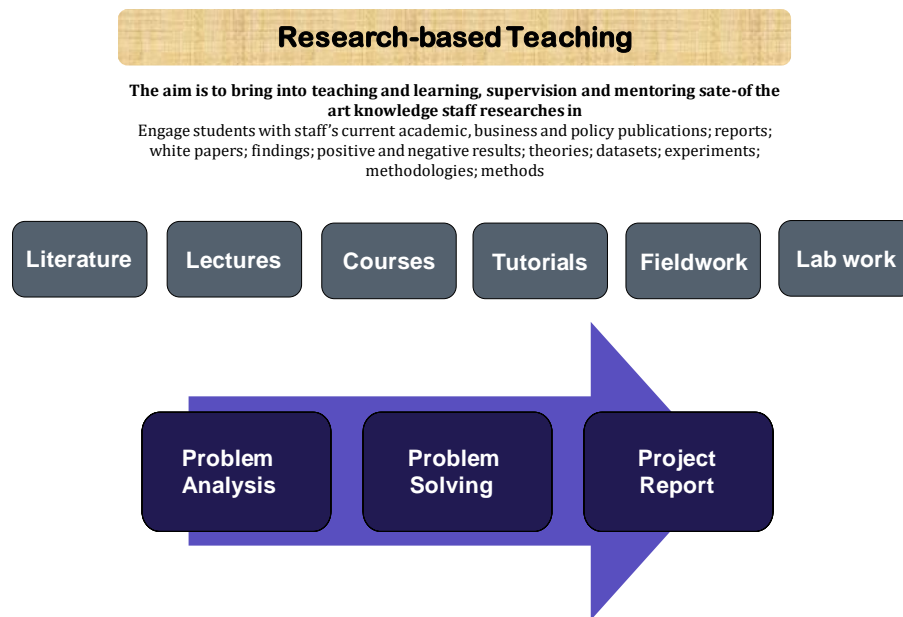 Research-based Teaching
The aim is to bring into teaching and learning, supervision and mentoring sate-of the
art knowledge staff researches in
Engage students with staff's current academic, business and policy publications; reports;
white papers; findings; positive and negative results; theories; datasets; experiments;
methodologies; methods
Literature
Lectures
Courses
Tutorials
Fieldwork
Lab work
Problem
Analysis
Problem
Solving
Project
Report